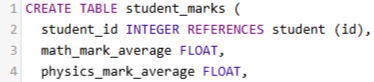 1 CREATE TABLE student_marks (
2 student_id INTEGER REFERENCES student (id),
3 math_mark_average FLOAT,
4 physics_mark_average FLOAT,